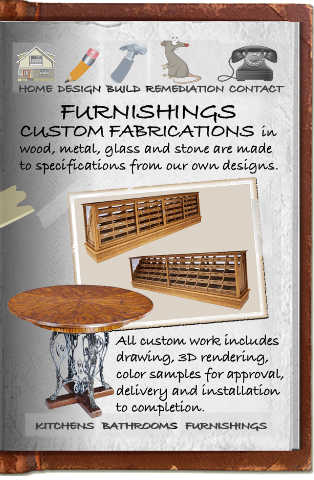 HOME DESIGN BUILD REMEDIATION CONTACT
FURNISHINGS
CUSTOM FABRICATIONS in
wood, metal, glass and stone are made
to specifications from our own designs.
All custom work includes
drawing, 3D rendering,
color samples for approval,
delivery and installation
to completion.
KITCHENS BATHROOMS FURNISHINGS